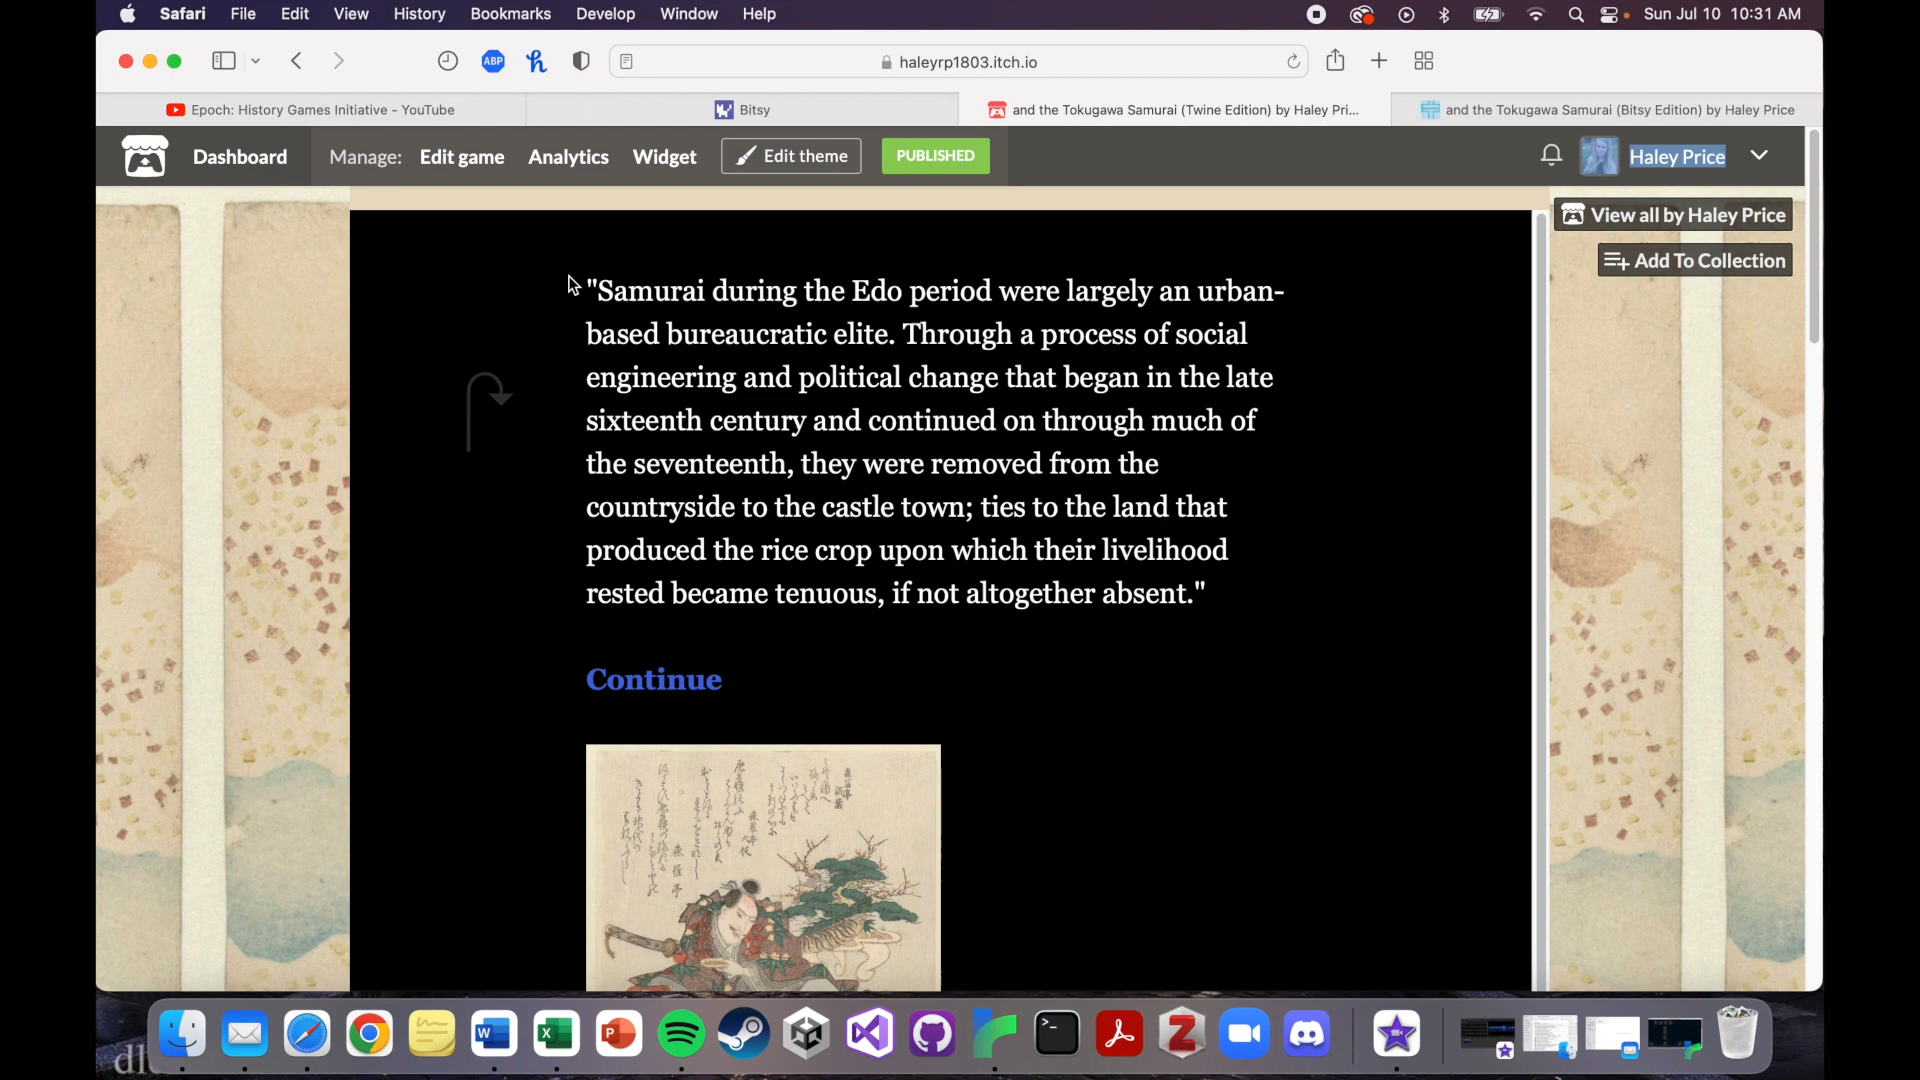 Safari File Edit View History Bookmarks Develop Window Help Sun Jul 10 10:31 AM
ABP haleyrp1803.itch.io
Epoch: History Games Initiative - YouTube Bitsy and the Tokugawa Samurai (Twine Edition) by Haley Pri... and the Tokugawa Samurai (Bitsy Edition) by Haley Price
Dashboard Manage: Edit game Analytics Widget Edit theme PUBLISHED Haley Price
View all by Haley Price
Add To Collection
"Samurai during the Edo period were largely an urban-
based bureaucratic elite. Through a process of social
engineering and political change that began in the late
sixteenth century and continued on through much of
the seventeenth, they were removed from the
countryside to the castle town; ties to the land that
produced the rice crop upon which their livelihood
rested became tenuous, if not altogether absent."
Continue